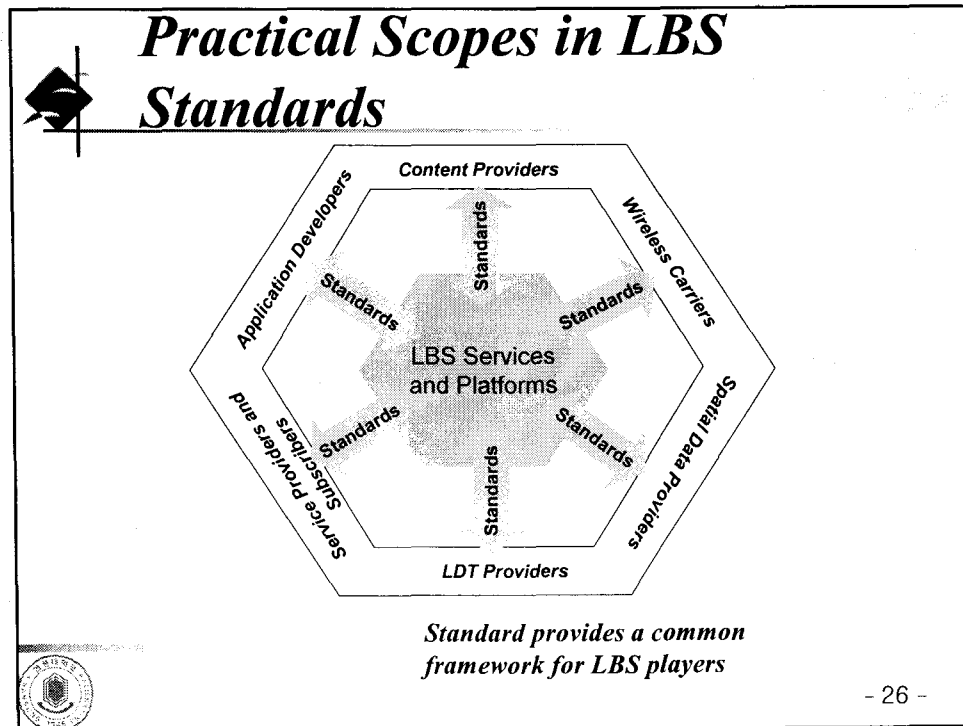 Practical Scopes in LBS
Standards
Content Providers
Application Developers
Wireless Carriers
Standards
Standards
Standards
LBS Services
and Platforms
Standards
Standards
Standards
Service Providers and
Subscribers
Spatial Data Providers
LDT Providers
Standard provides a common
framework for LBS players
- 26 -